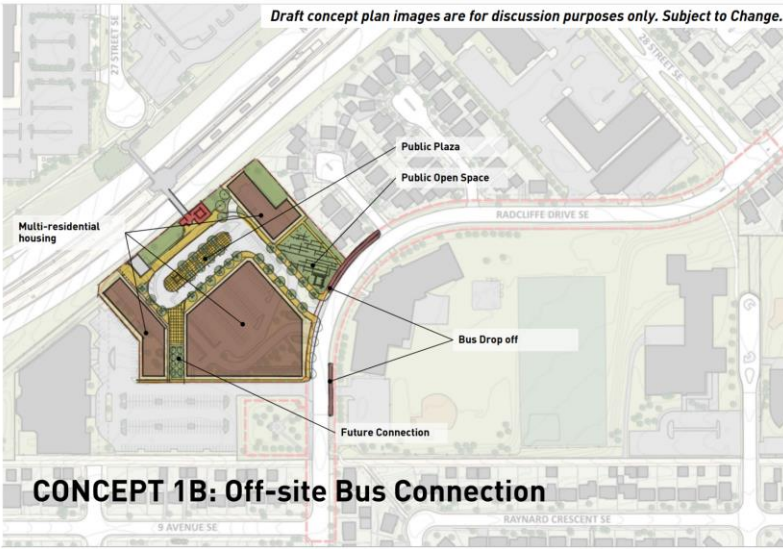 Draft concept plan images are for discussion purposes only. Subject to Change.
27 STREET SE
28 STREET SE
Public Plaza
Public Open Space
RADCLIFFE DRIVE SE
Multi-residential
housing
Bus Drop off
Future Connection
CONCEPT 1B: Off-site Bus Connection
9 AVENUE SE
RAYNARD CRESCENT SE